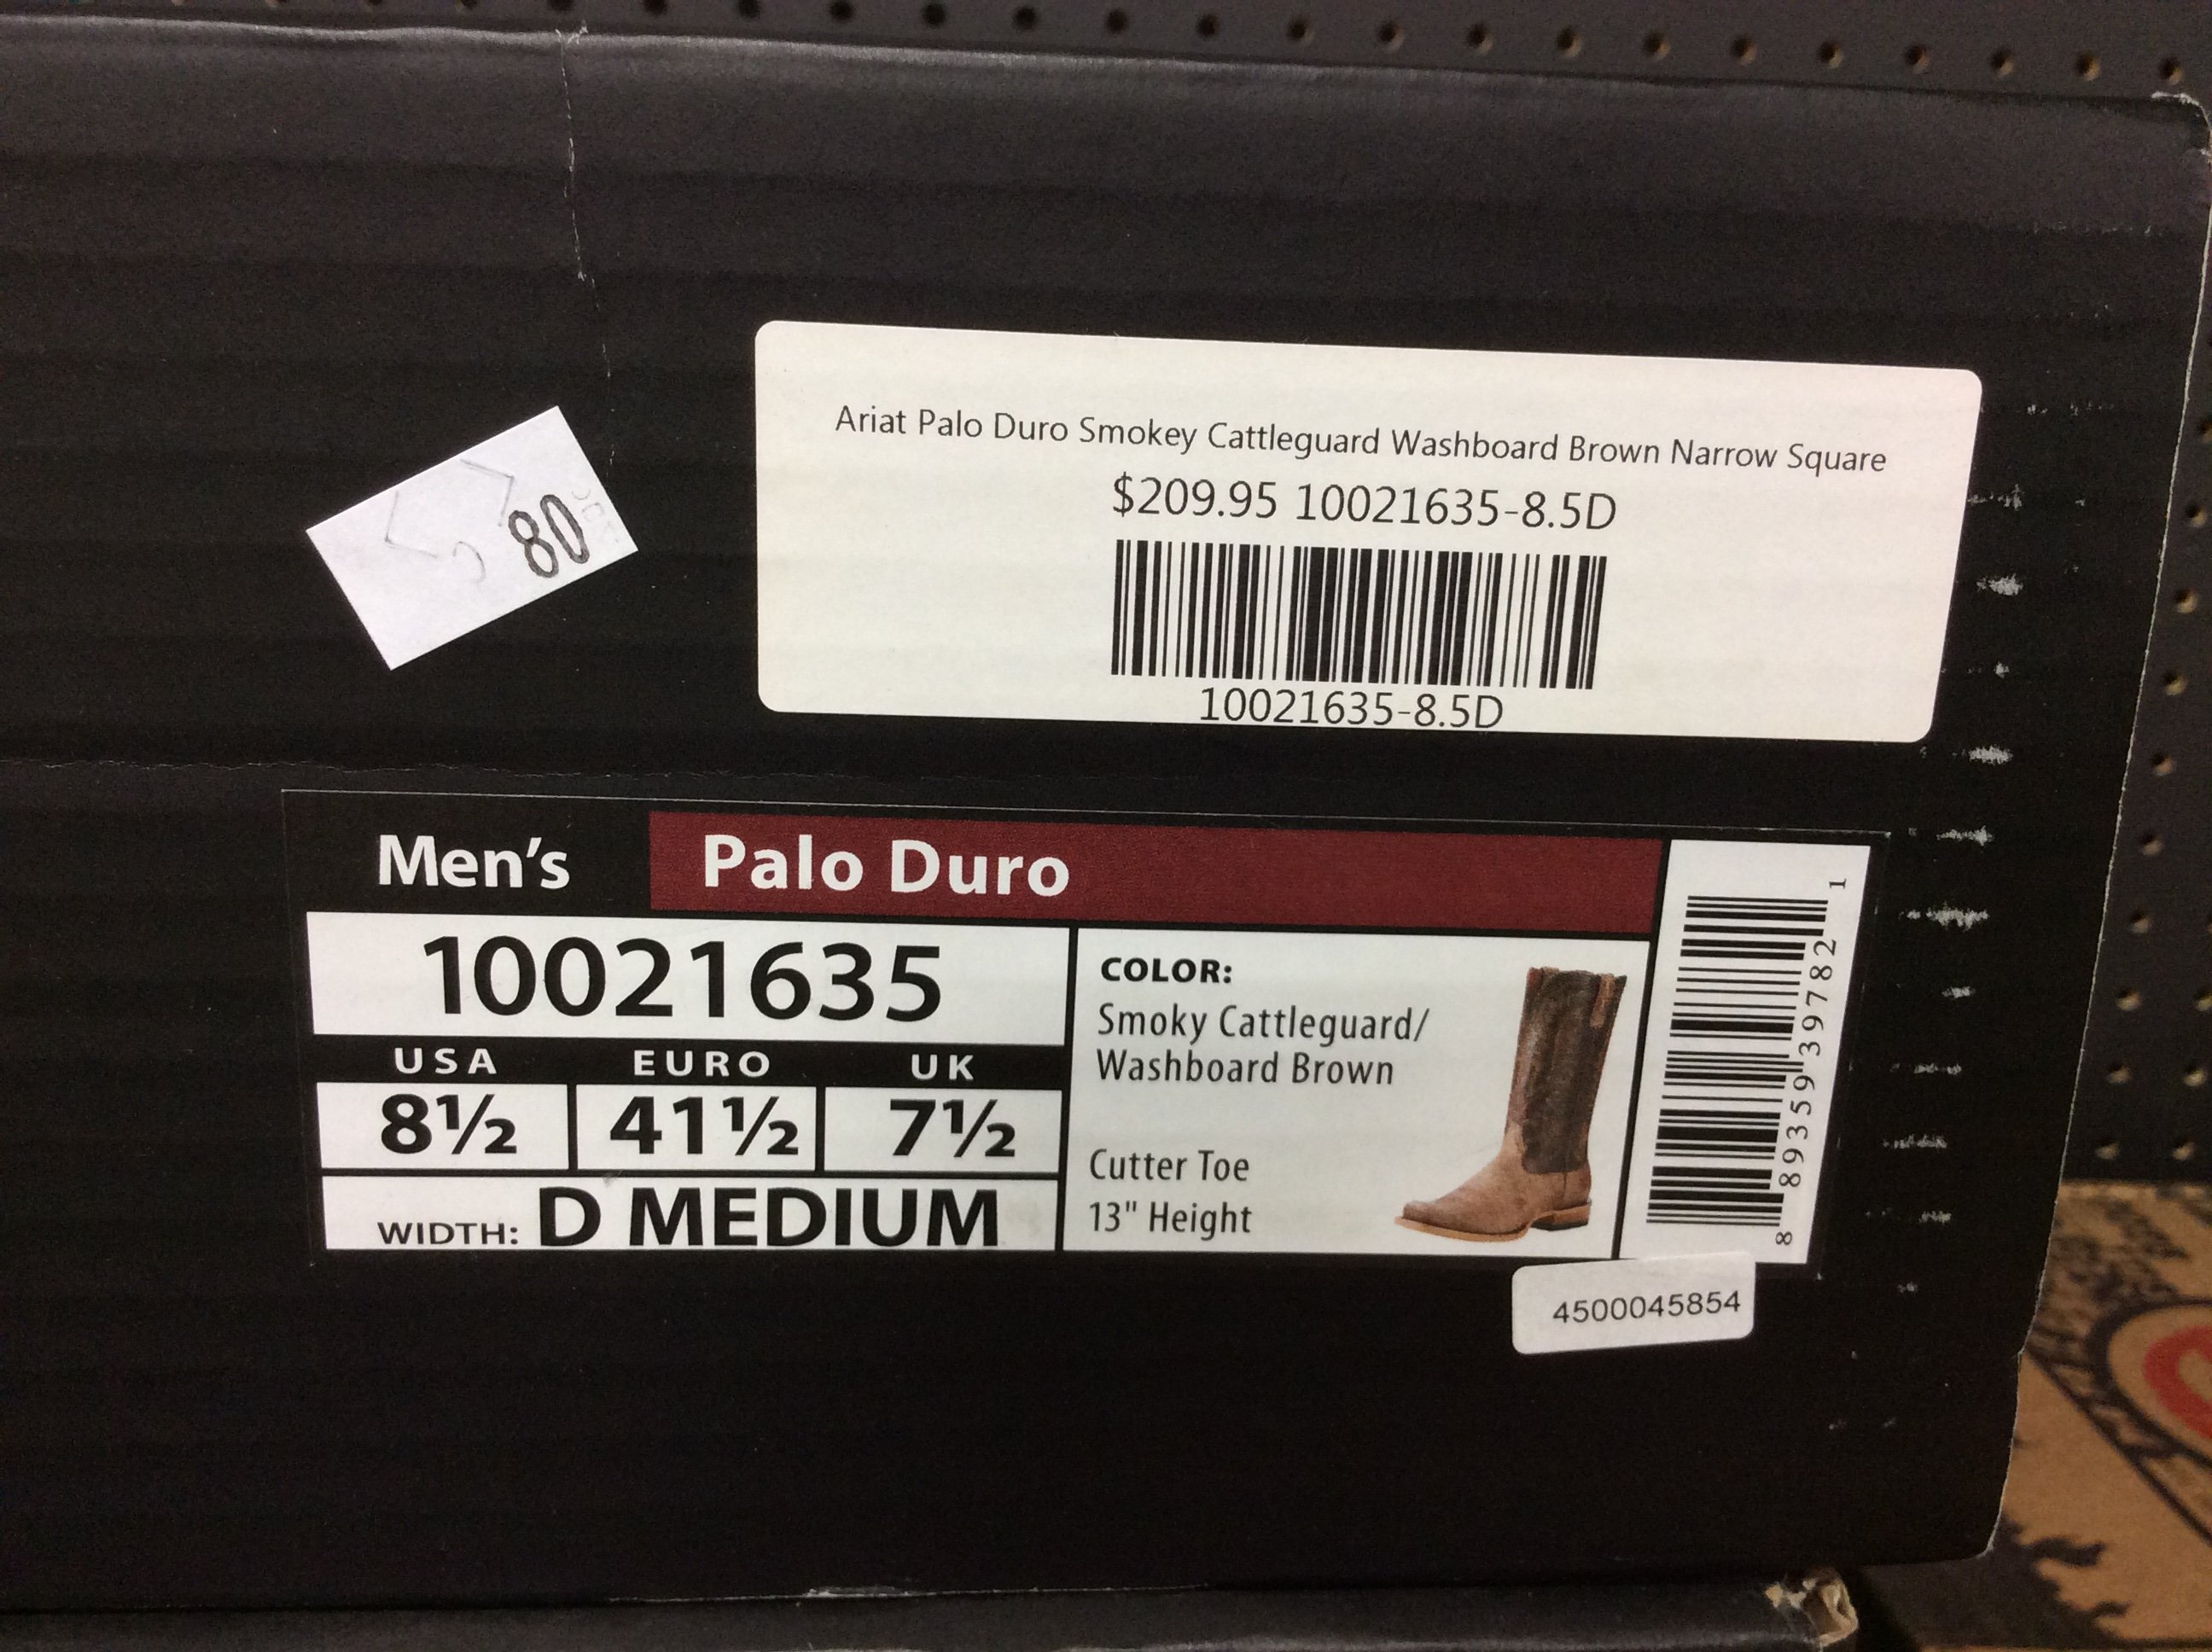 Ariat Palo Duro Smokey Cattleguard Washboard Brown Narrow Square
$209.95 10021635-8.5D
10021635-8.5D
80
Men's
Palo Duro
10021635
USA EURO UK
8½ 41½ 7½
WIDTH: D MEDIUM
COLOR:
Smoky Cattleguard/
Washboard Brown
Cutter Toe
13" Height
8 89359 39782 1
4500045854